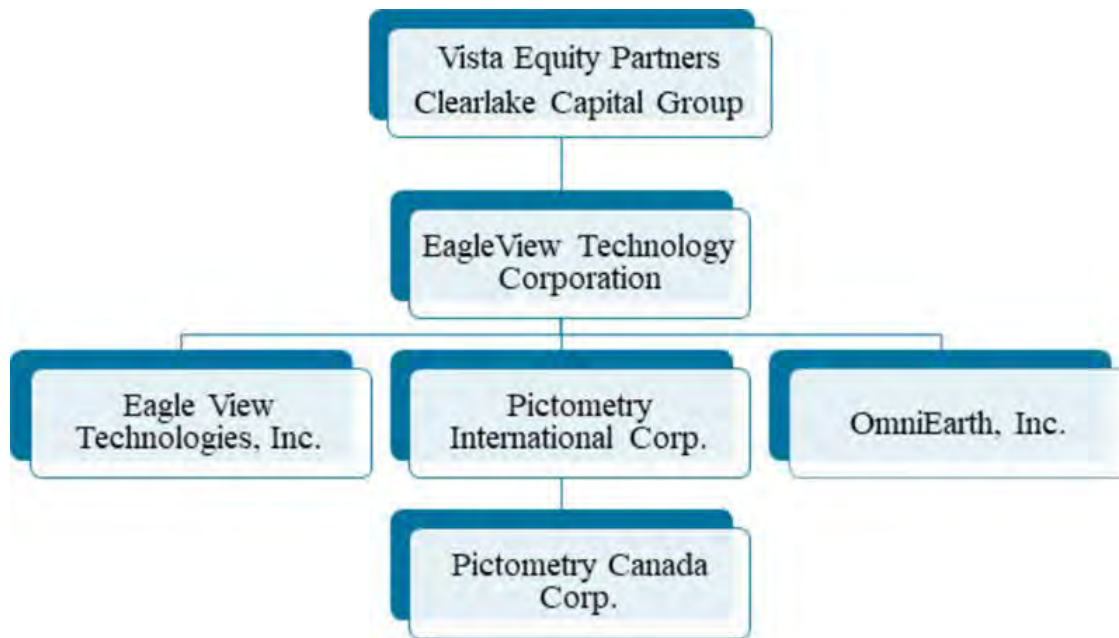 Vista Equity Partners
Clearlake Capital Group
EagleView Technology
Corporation
Eagle View
Technologies, Inc.
Pictometry
International Corp.
OmniEarth, Inc.
Pictometry Canada
Corp.